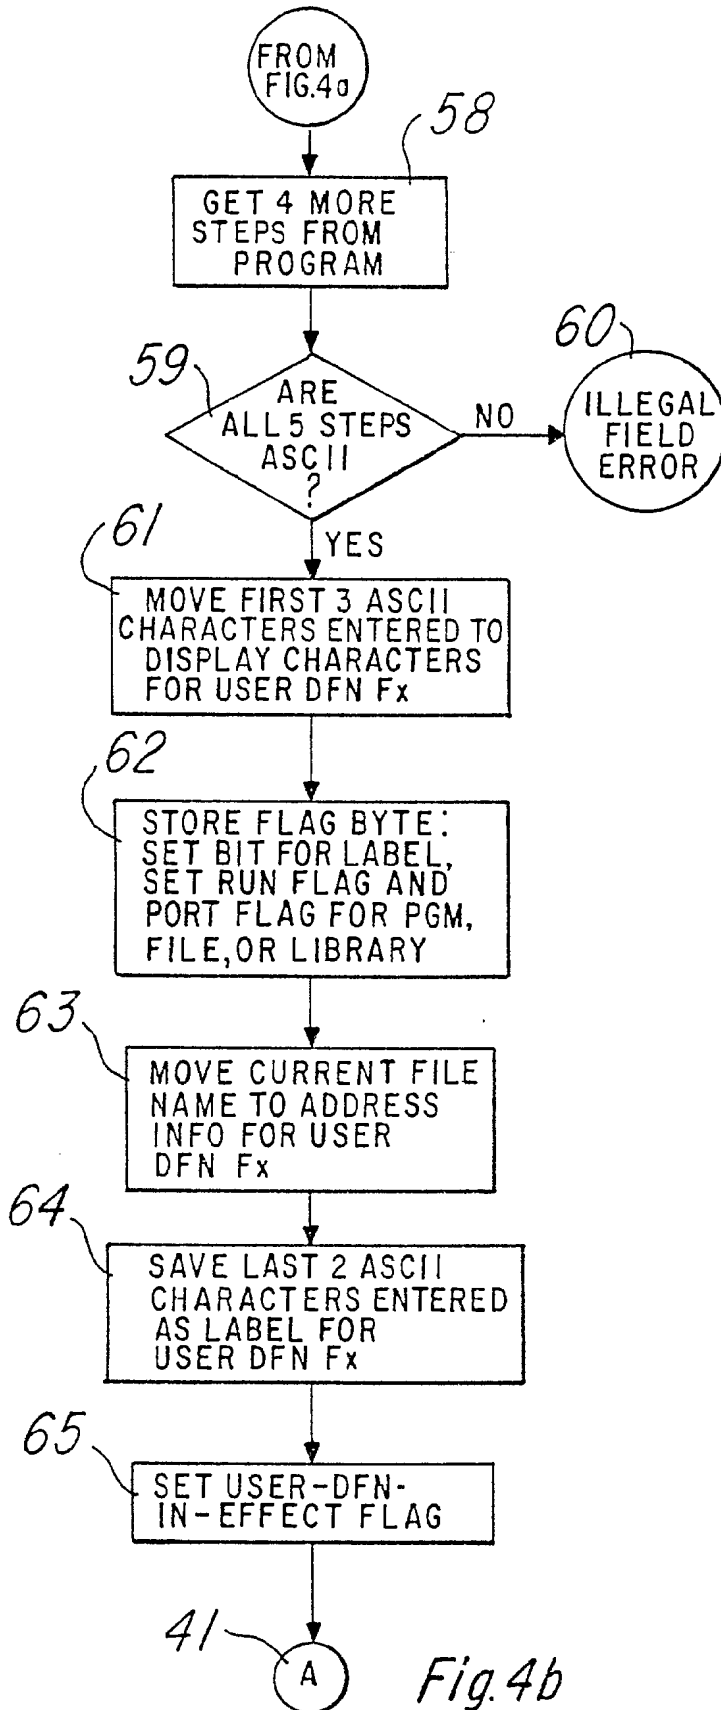 FROM
FIG.4a
58
GET 4 MORE
STEPS FROM
PROGRAM
59
ARE
ALL 5 STEPS
ASCII
?
NO
60
ILLEGAL
FIELD
ERROR
YES
61
MOVE FIRST 3 ASCII
CHARACTERS ENTERED TO
DISPLAY CHARACTERS
FOR USER DFN Fx
62
STORE FLAG BYTE:
SET BIT FOR LABEL,
SET RUN FLAG AND
PORT FLAG FOR PGM,
FILE, OR LIBRARY
63
MOVE CURRENT FILE
NAME TO ADDRESS
INFO FOR USER
DFN Fx
64
SAVE LAST 2 ASCII
CHARACTERS ENTERED
AS LABEL FOR
USER DFN Fx
65
SET USER-DFN-
IN-EFFECT FLAG
41
A
Fig. 4b